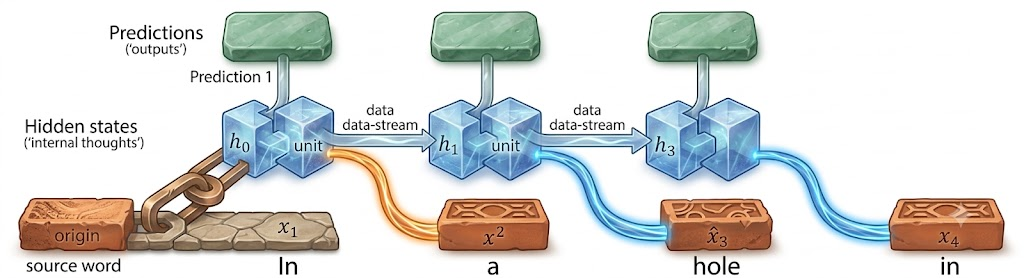 Predictions
('outputs')
Prediction 1
Hidden states
('internal thoughts')
h₀ unit
data
data-stream
h₁ unit
data
data-stream
h₃
origin
x₁
x²
x̂₃
x₄
source word
In
a
hole
in